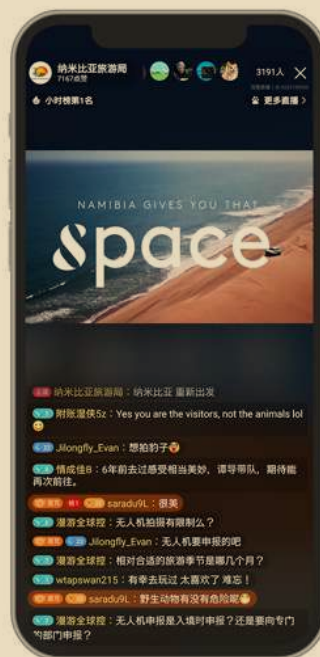 纳米比亚旅游局
7167点赞
3191人
小时榜第1名
更多直播
NAMIBIA GIVES YOU THAT
space
纳米比亚旅游局：纳米比亚 重新出发
附账滥侠5z：Yes you are the visitors, not the animals lol
Jilongfly_Evan：想拍豹子
情成佳B：6年前去过感受相当美妙，谭导带队，期待能
再次前往。
saradu9L：很美
漫游全球控：无人机拍摄有限制么？
Jilongfly_Evan：无人机要申报的吧
漫游全球控：相对合适的旅游季节是哪几个月？
wtapswan215：有幸去玩过 太喜欢了 难忘！
saradu9L：野生动物有没有危险呢
漫游全球控：无人机申报是入境时申报？还是要向专门
的部门申报？